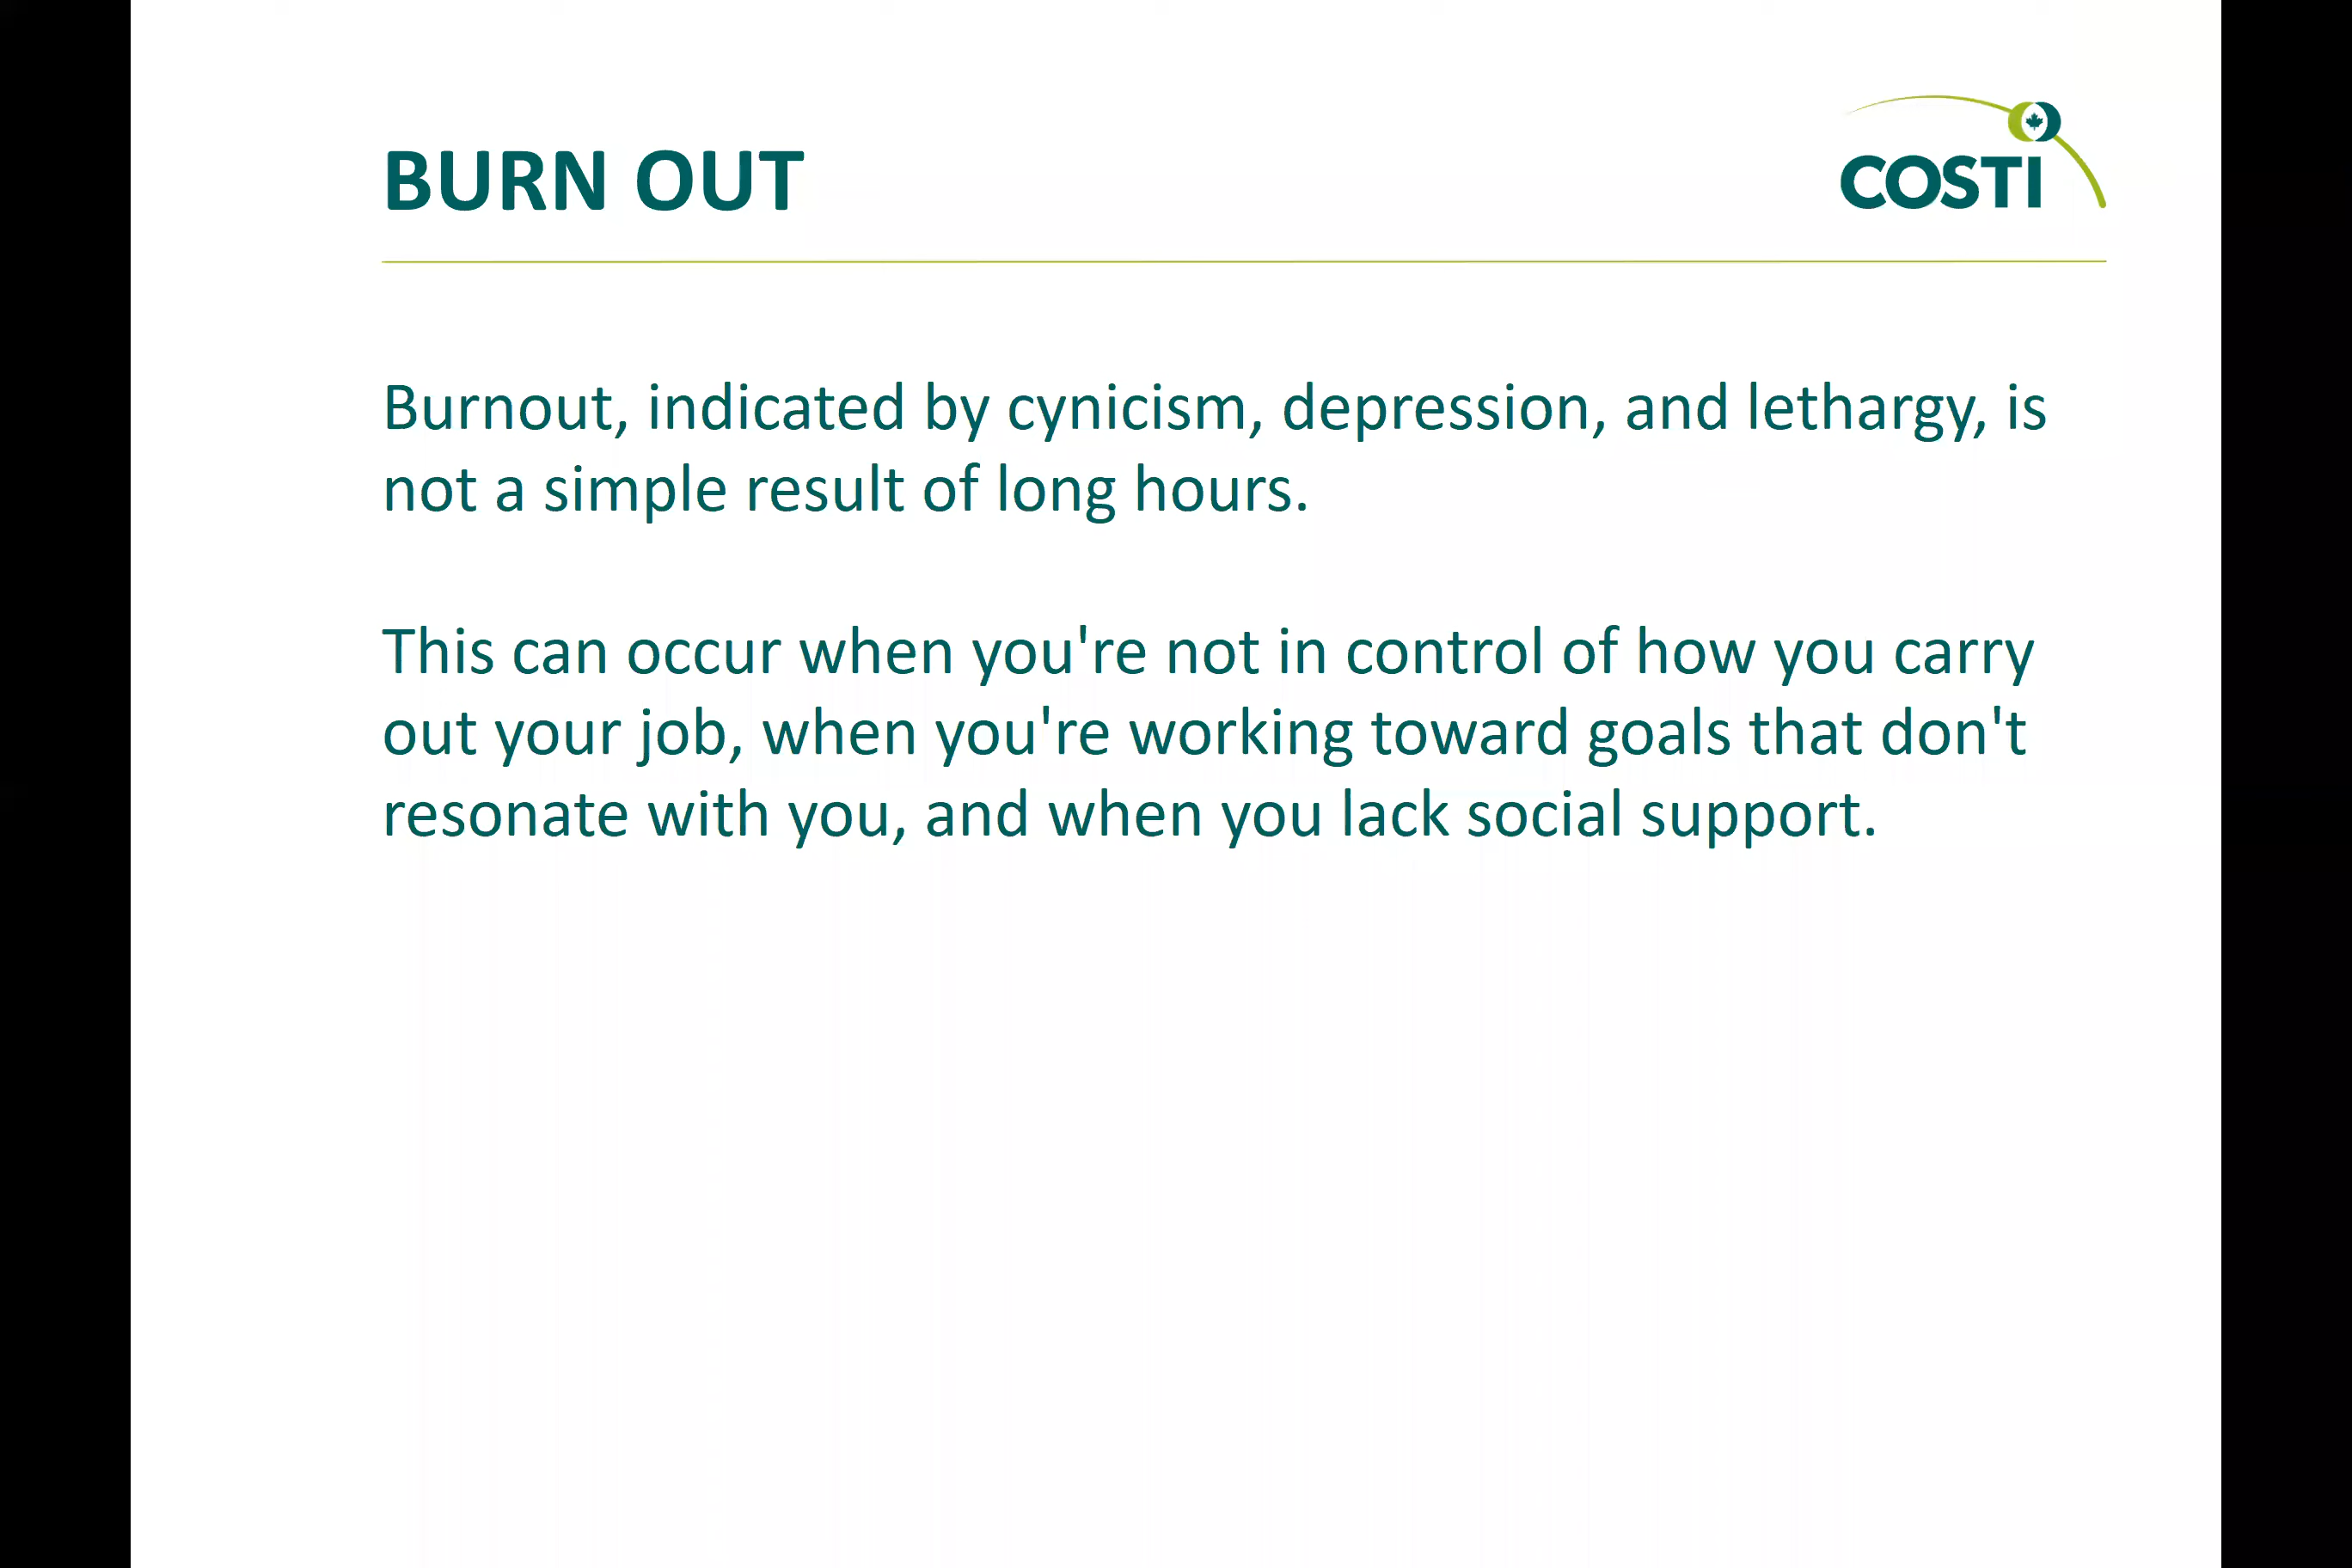 BURN OUT
COSTI
Burnout, indicated by cynicism, depression, and lethargy, is
not a simple result of long hours.
This can occur when you're not in control of how you carry
out your job, when you're working toward goals that don't
resonate with you, and when you lack social support.